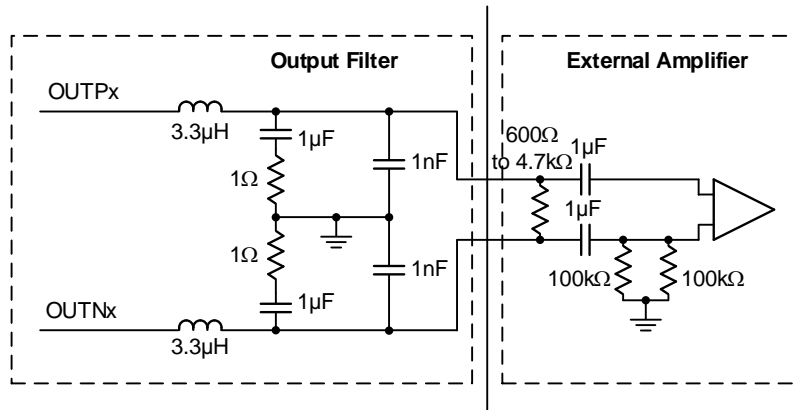 Output Filter
External Amplifier
OUTPx
3.3µH
1µF
1Ω
1nF
600Ω
to 4.7kΩ
1µF
1µF
1Ω
1nF
1µF
100kΩ
100kΩ
OUTNx
3.3µH